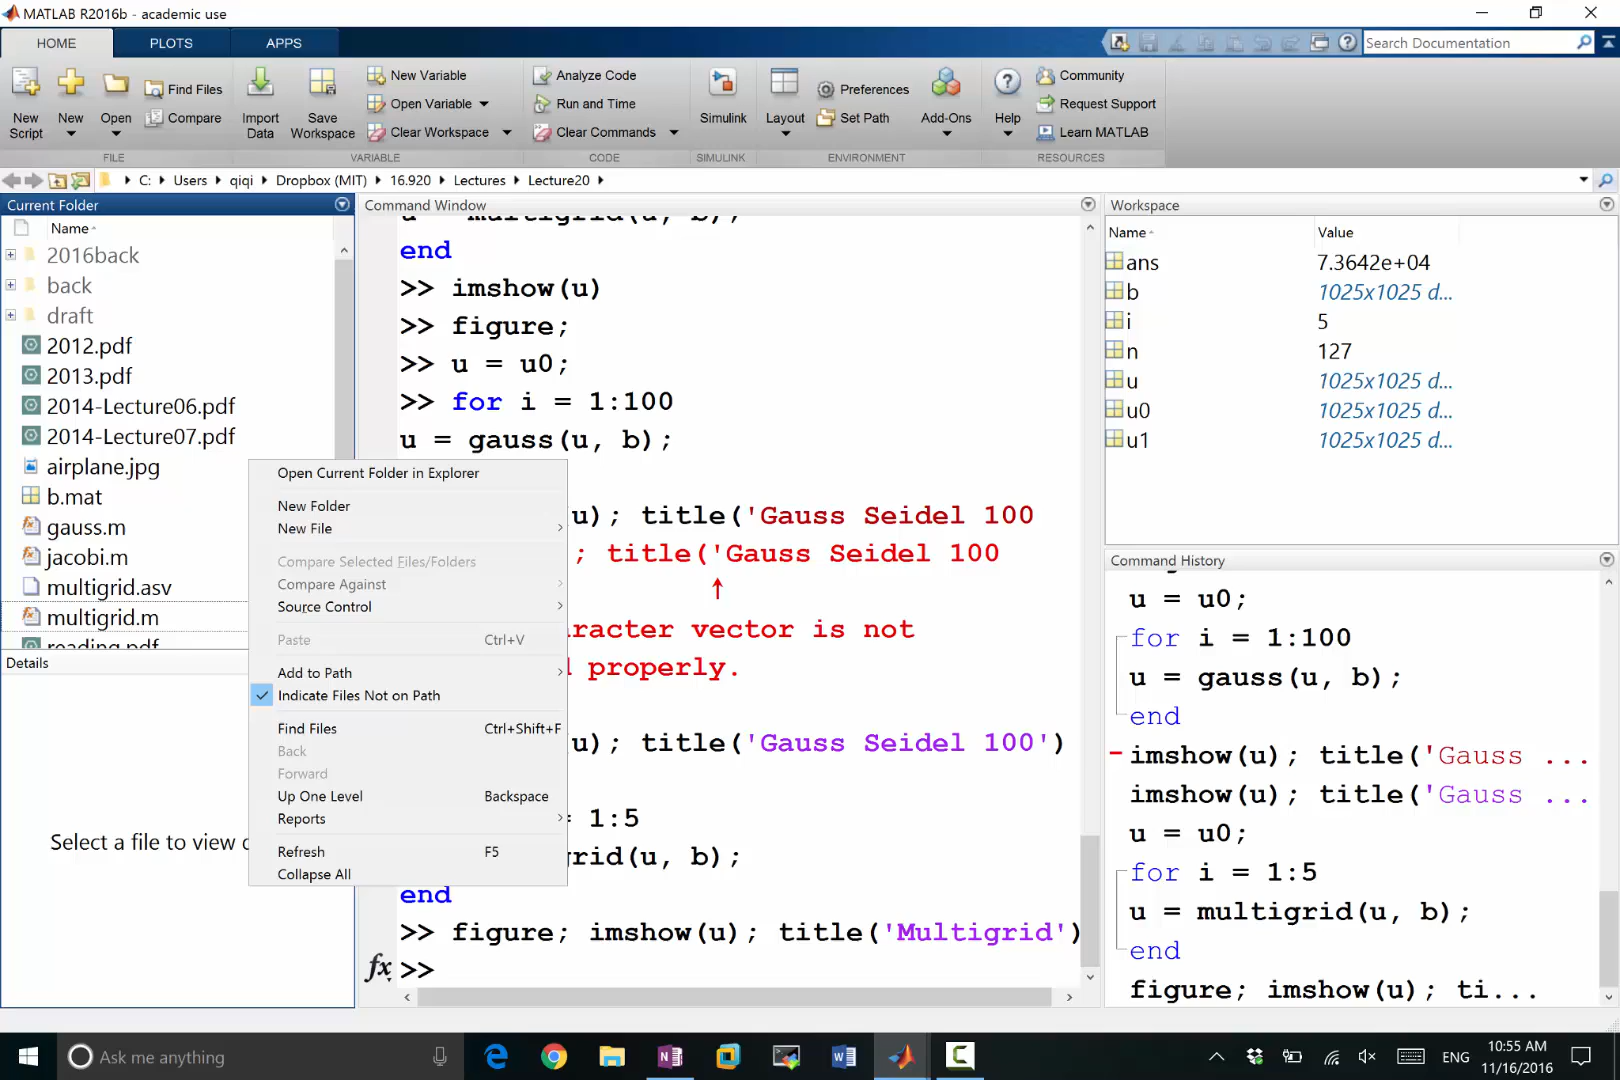 MATLAB R2016b - academic use
HOME
PLOTS
APPS
Search Documentation
New Script
New
Open
Find Files
Compare
Import Data
Save Workspace
New Variable
Open Variable
Clear Workspace
Analyze Code
Run and Time
Clear Commands
Simulink
Layout
Preferences
Set Path
Add-Ons
Help
Community
Request Support
Learn MATLAB
FILE
VARIABLE
CODE
SIMULINK
ENVIRONMENT
RESOURCES
C: Users qiqi Dropbox (MIT) 16.920 Lectures Lecture20
Current Folder
Name
2016back
back
draft
2012.pdf
2013.pdf
2014-Lecture06.pdf
2014-Lecture07.pdf
airplane.jpg
b.mat
gauss.m
jacobi.m
multigrid.asv
multigrid.m
reading.pdf
Details
Select a file to view
Open Current Folder in Explorer
New Folder
New File
Compare Selected Files/Folders
Compare Against
Source Control
Paste Ctrl+V
Add to Path
Indicate Files Not on Path
Find Files Ctrl+Shift+F
Back
Forward
Up One Level Backspace
Reports
Refresh F5
Collapse All
Command Window
u multigrid(u, b);
end
>> imshow(u)
>> figure;
>> u = u0;
>> for i = 1:100
u = gauss(u, b);
u); title('Gauss Seidel 100
; title('Gauss Seidel 100
↑
racter vector is not
properly.
u); title('Gauss Seidel 100')
= 1:5
grid(u, b);
end
>> figure; imshow(u); title('Multigrid')
fx >>
Workspace
Name Value
ans 7.3642e+04
b 1025x1025 d...
i 5
n 127
u 1025x1025 d...
u0 1025x1025 d...
u1 1025x1025 d...
Command History
u = u0;
for i = 1:100
u = gauss(u, b);
end
imshow(u); title('Gauss ...
imshow(u); title('Gauss ...
u = u0;
for i = 1:5
u = multigrid(u, b);
end
figure; imshow(u); ti...
Ask me anything
ENG
10:55 AM
11/16/2016